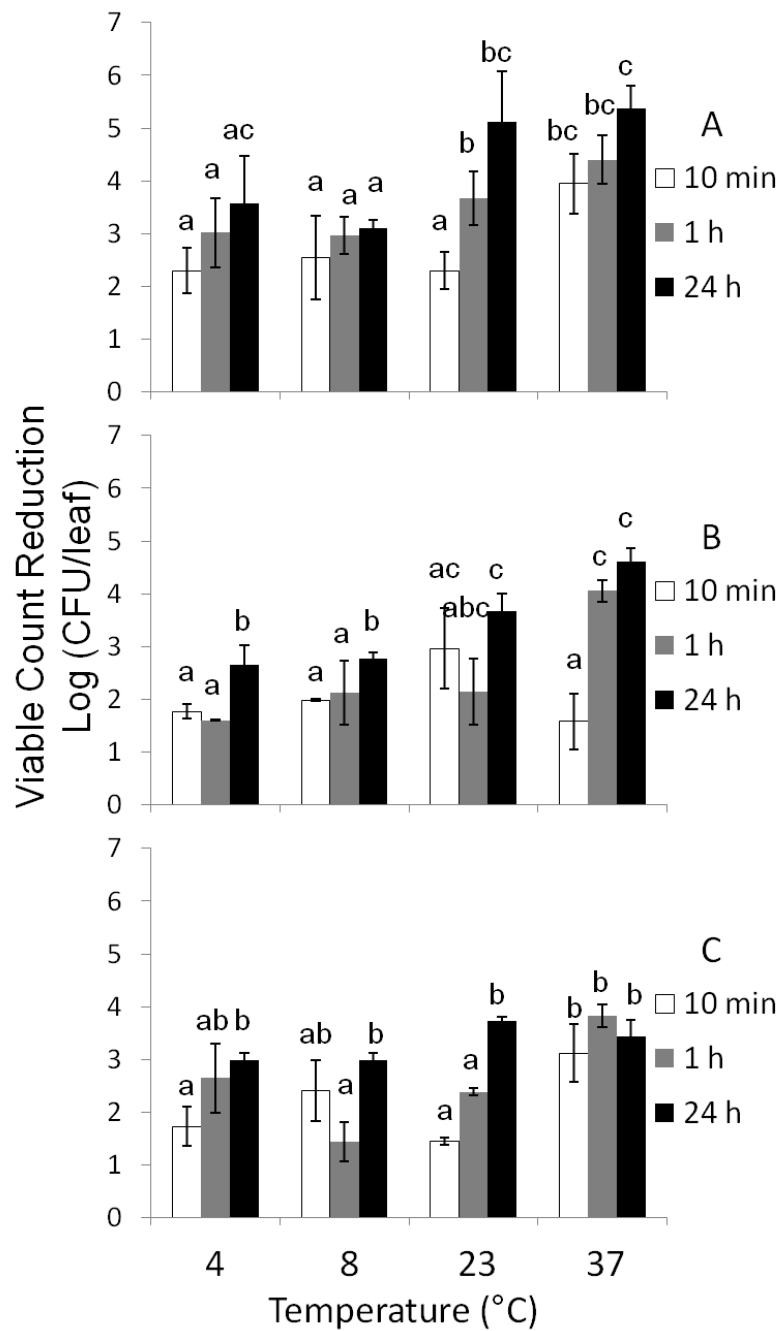 7
6
5
4
3
2
1
0
a a ac
a a a
a b bc
bc bc c
A
10 min
1 h
24 h
7
6
5
4
3
2
1
0
a a b
a a b
ac abc c
a c c
B
10 min
1 h
24 h
7
6
5
4
3
2
1
0
a ab b
ab a b
a a b
b b b
C
10 min
1 h
24 h
4 8 23 37
Temperature (°C)
Viable Count Reduction
Log (CFU/leaf)